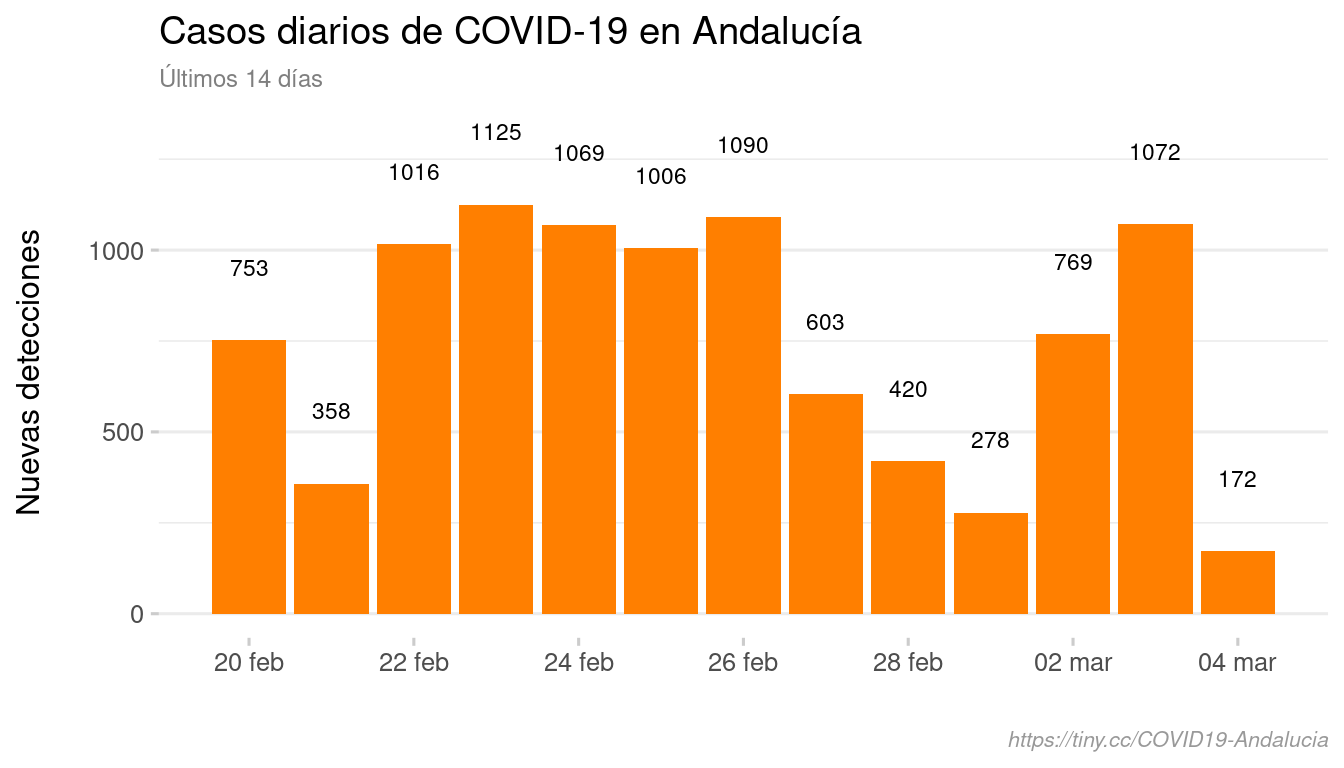 Casos diarios de COVID-19 en Andalucía
Últimos 14 días
Nuevas detecciones
1000
500
0
753
358
1016
1125
1069
1006
1090
603
420
278
769
1072
172
20 feb
22 feb
24 feb
26 feb
28 feb
02 mar
04 mar
https://tiny.cc/COVID19-Andalucia